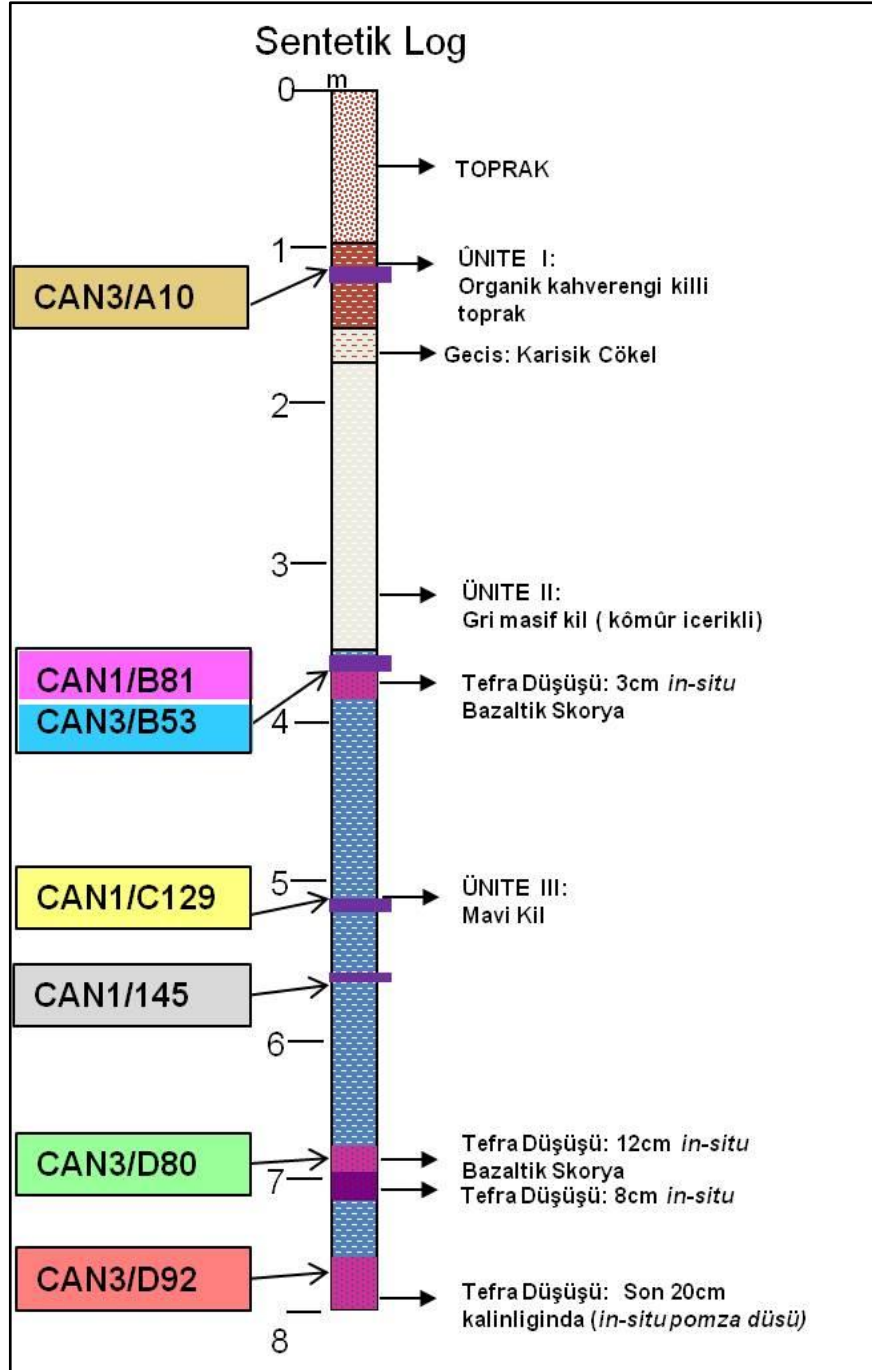 Sentetik Log
m
0
TOPRAK
1
ÛNITE I:
Organik kahverengi killi
toprak
CAN3/A10
Gecis: Karisik Cökel
2
3
ÜNITE II:
Gri masif kil ( kômûr icerikli)
CAN1/B81
CAN3/B53
Tefra Düşüşü: 3cm in-situ
Bazaltik Skorya
4
5
CAN1/C129
ÜNITE III:
Mavi Kil
CAN1/145
6
CAN3/D80
Tefra Düşüşü: 12cm in-situ
Bazaltik Skorya
7
Tefra Düşüşü: 8cm in-situ
CAN3/D92
Tefra Düşüşü: Son 20cm
kalinliginda (in-situ pomza düsü)
8